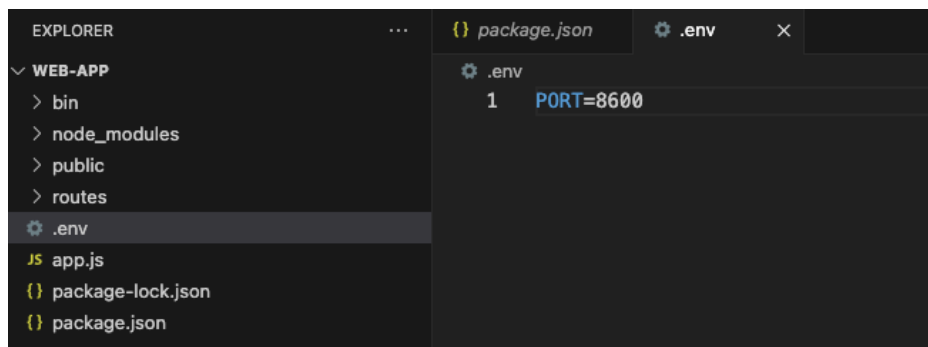 EXPLORER
WEB-APP
bin
node_modules
public
routes
.env
JS app.js
{} package-lock.json
{} package.json
{} package.json
.env
.env
1 PORT=8600